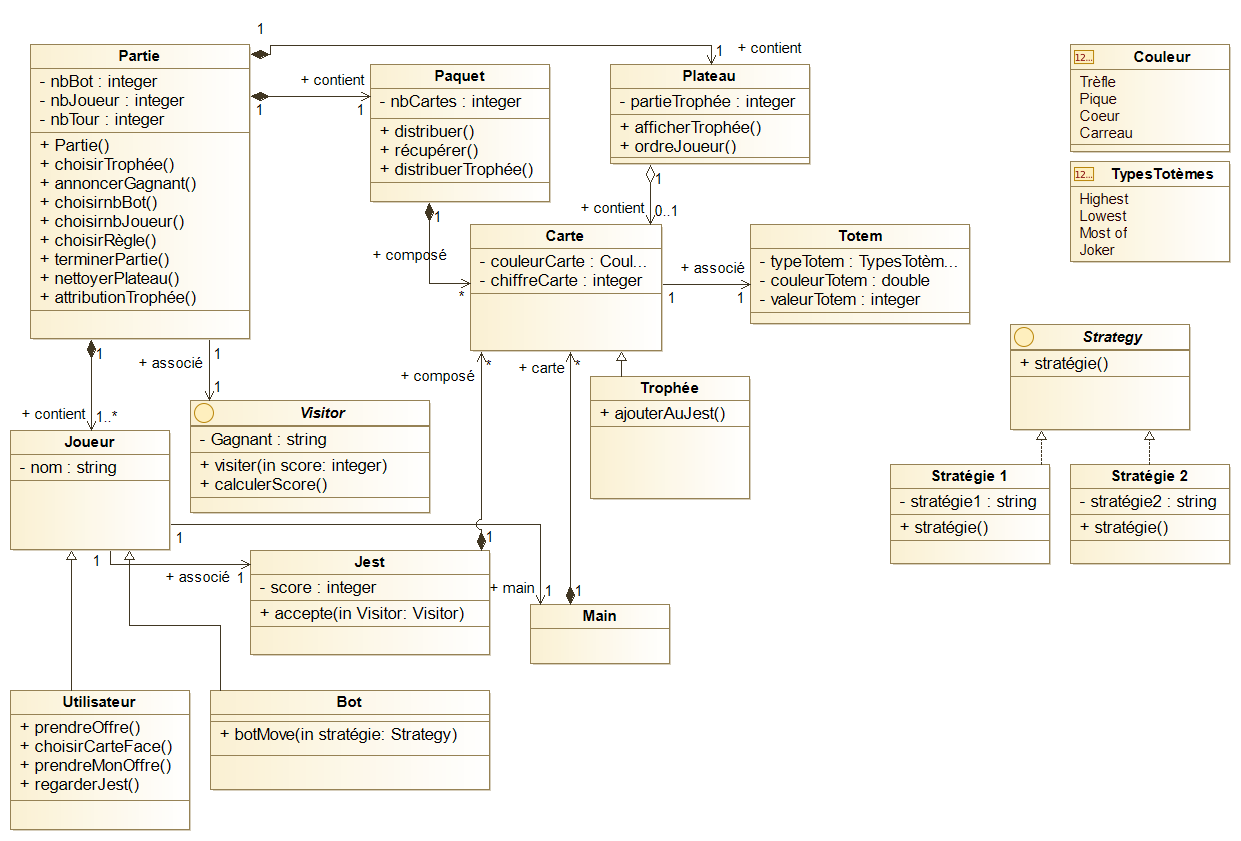 Partie
- nbBot : integer
- nbJoueur : integer
- nbTour : integer
+ Partie()
+ choisirTrophée()
+ annoncerGagnant()
+ choisirnbBot()
+ choisirnbJoueur()
+ choisirRègle()
+ terminerPartie()
+ nettoyerPlateau()
+ attributionTrophée()
1
1
+ contient
1
+ contient
1
Paquet
- nbCartes : integer
+ distribuer()
+ récupérer()
+ distribuerTrophée()
Plateau
- partieTrophée : integer
+ afficherTrophée()
+ ordreJoueur()
12...
Couleur
Trèfle
Pique
Coeur
Carreau
12...
TypesTotèmes
Highest
Lowest
Most of
Joker
1
+ composé
*
1
+ contient
0..1
Carte
- couleurCarte : Coul...
- chiffreCarte : integer
+ associé
1
1
Totem
- typeTotem : TypesTotèm...
- couleurTotem : double
- valeurTotem : integer
Strategy
+ stratégie()
Stratégie 1
- stratégie1 : string
+ stratégie()
Stratégie 2
- stratégie2 : string
+ stratégie()
1
+ contient
1..*
1
+ associé
1
Visitor
- Gagnant : string
+ visiter(in score: integer)
+ calculerScore()
+ composé
*
1
+ carte
*
1
Trophée
+ ajouterAuJest()
Joueur
- nom : string
1
+ main
1
1
+ associé
1
Jest
- score : integer
+ accepte(in Visitor: Visitor)
Main
Utilisateur
+ prendreOffre()
+ choisirCarteFace()
+ prendreMonOffre()
+ regarderJest()
Bot
+ botMove(in stratégie: Strategy)